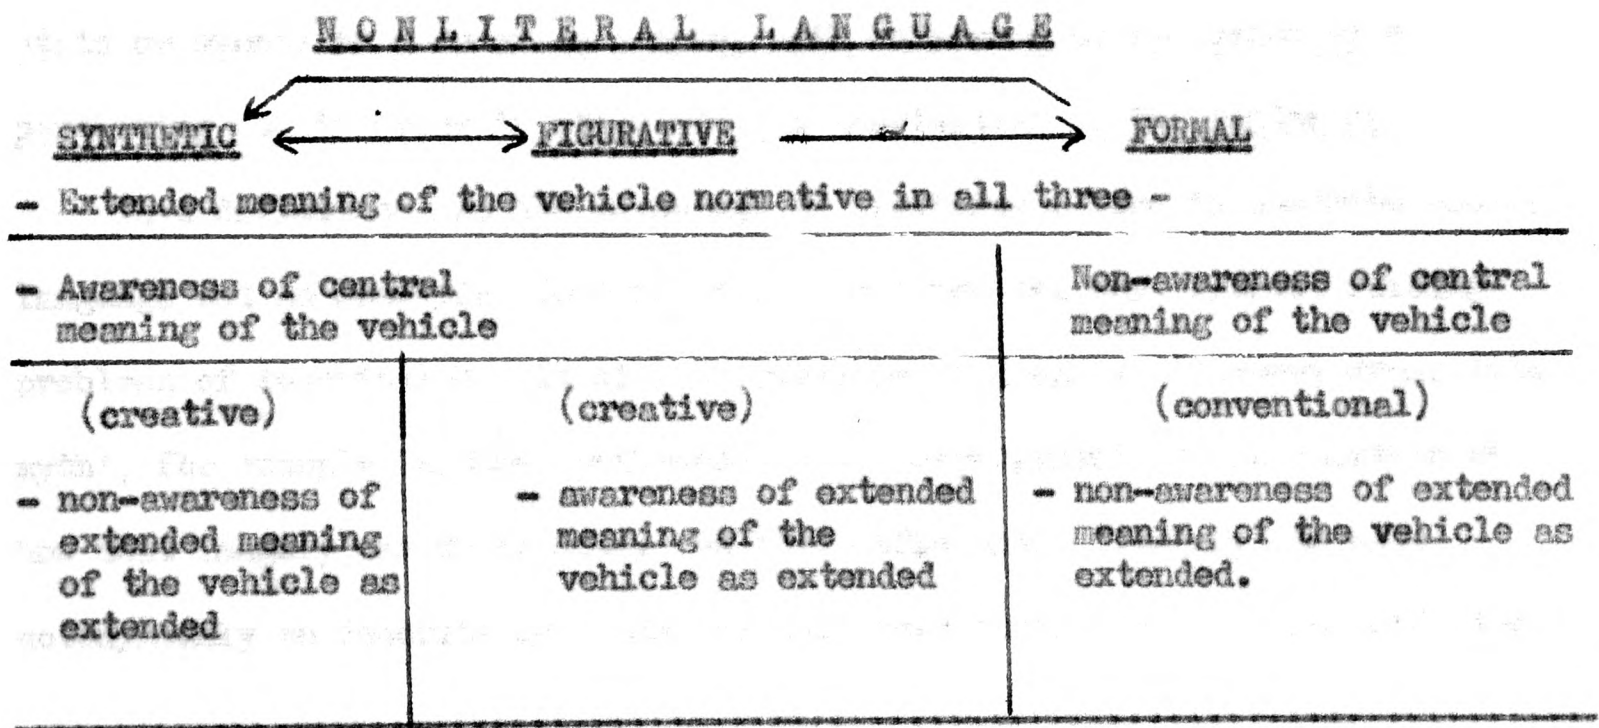 NONLITERAL LANGUAGE
SYNTHETIC FIGURATIVE FORMAL
- Extended meaning of the vehicle normative in all three -
- Awareness of central
meaning of the vehicle
Non-awareness of central
meaning of the vehicle
(creative)
- non-awareness of
extended meaning
of the vehicle as
extended
(creative)
- awareness of extended
meaning of the
vehicle as extended
(conventional)
- non-awareness of extended
meaning of the vehicle as
extended.